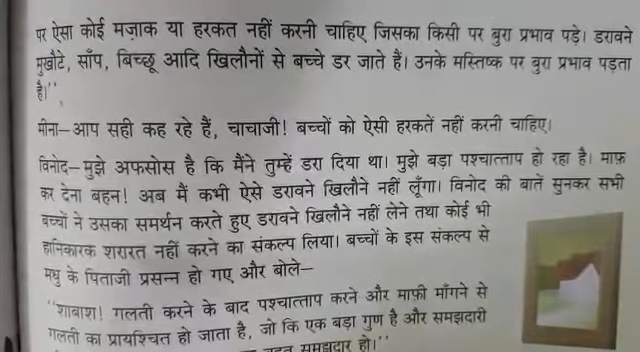 पर ऐसा कोई मज़ाक या हरकत नहीं करनी चाहिए जिसका किसी पर बुरा प्रभाव पड़े। डरावने
मुखौटे, साँप, बिच्छू आदि खिलौनों से बच्चे डर जाते हैं। उनके मस्तिष्क पर बुरा प्रभाव पड़ता
है।''
मीना—आप सही कह रहे हैं, चाचाजी! बच्चों को ऐसी हरकतें नहीं करनी चाहिए।
विनोद—मुझे अफसोस है कि मैंने तुम्हें डरा दिया था। मुझे बड़ा पश्चात्ताप हो रहा है। माफ़
कर देना बहन! अब मैं कभी ऐसे डरावने खिलौने नहीं लूँगा। विनोद की बातें सुनकर सभी
बच्चों ने उसका समर्थन करते हुए डरावने खिलौने नहीं लेने तथा कोई भी
हानिकारक शरारत नहीं करने का संकल्प लिया। बच्चों के इस संकल्प से
मधु के पिताजी प्रसन्न हो गए और बोले—
''शाबाश! गलती करने के बाद पश्चात्ताप करने और माफ़ी माँगने से
गलती का प्रायश्चित हो जाता है, जो कि एक बड़ा गुण है और समझदारी
समझदार हो।''